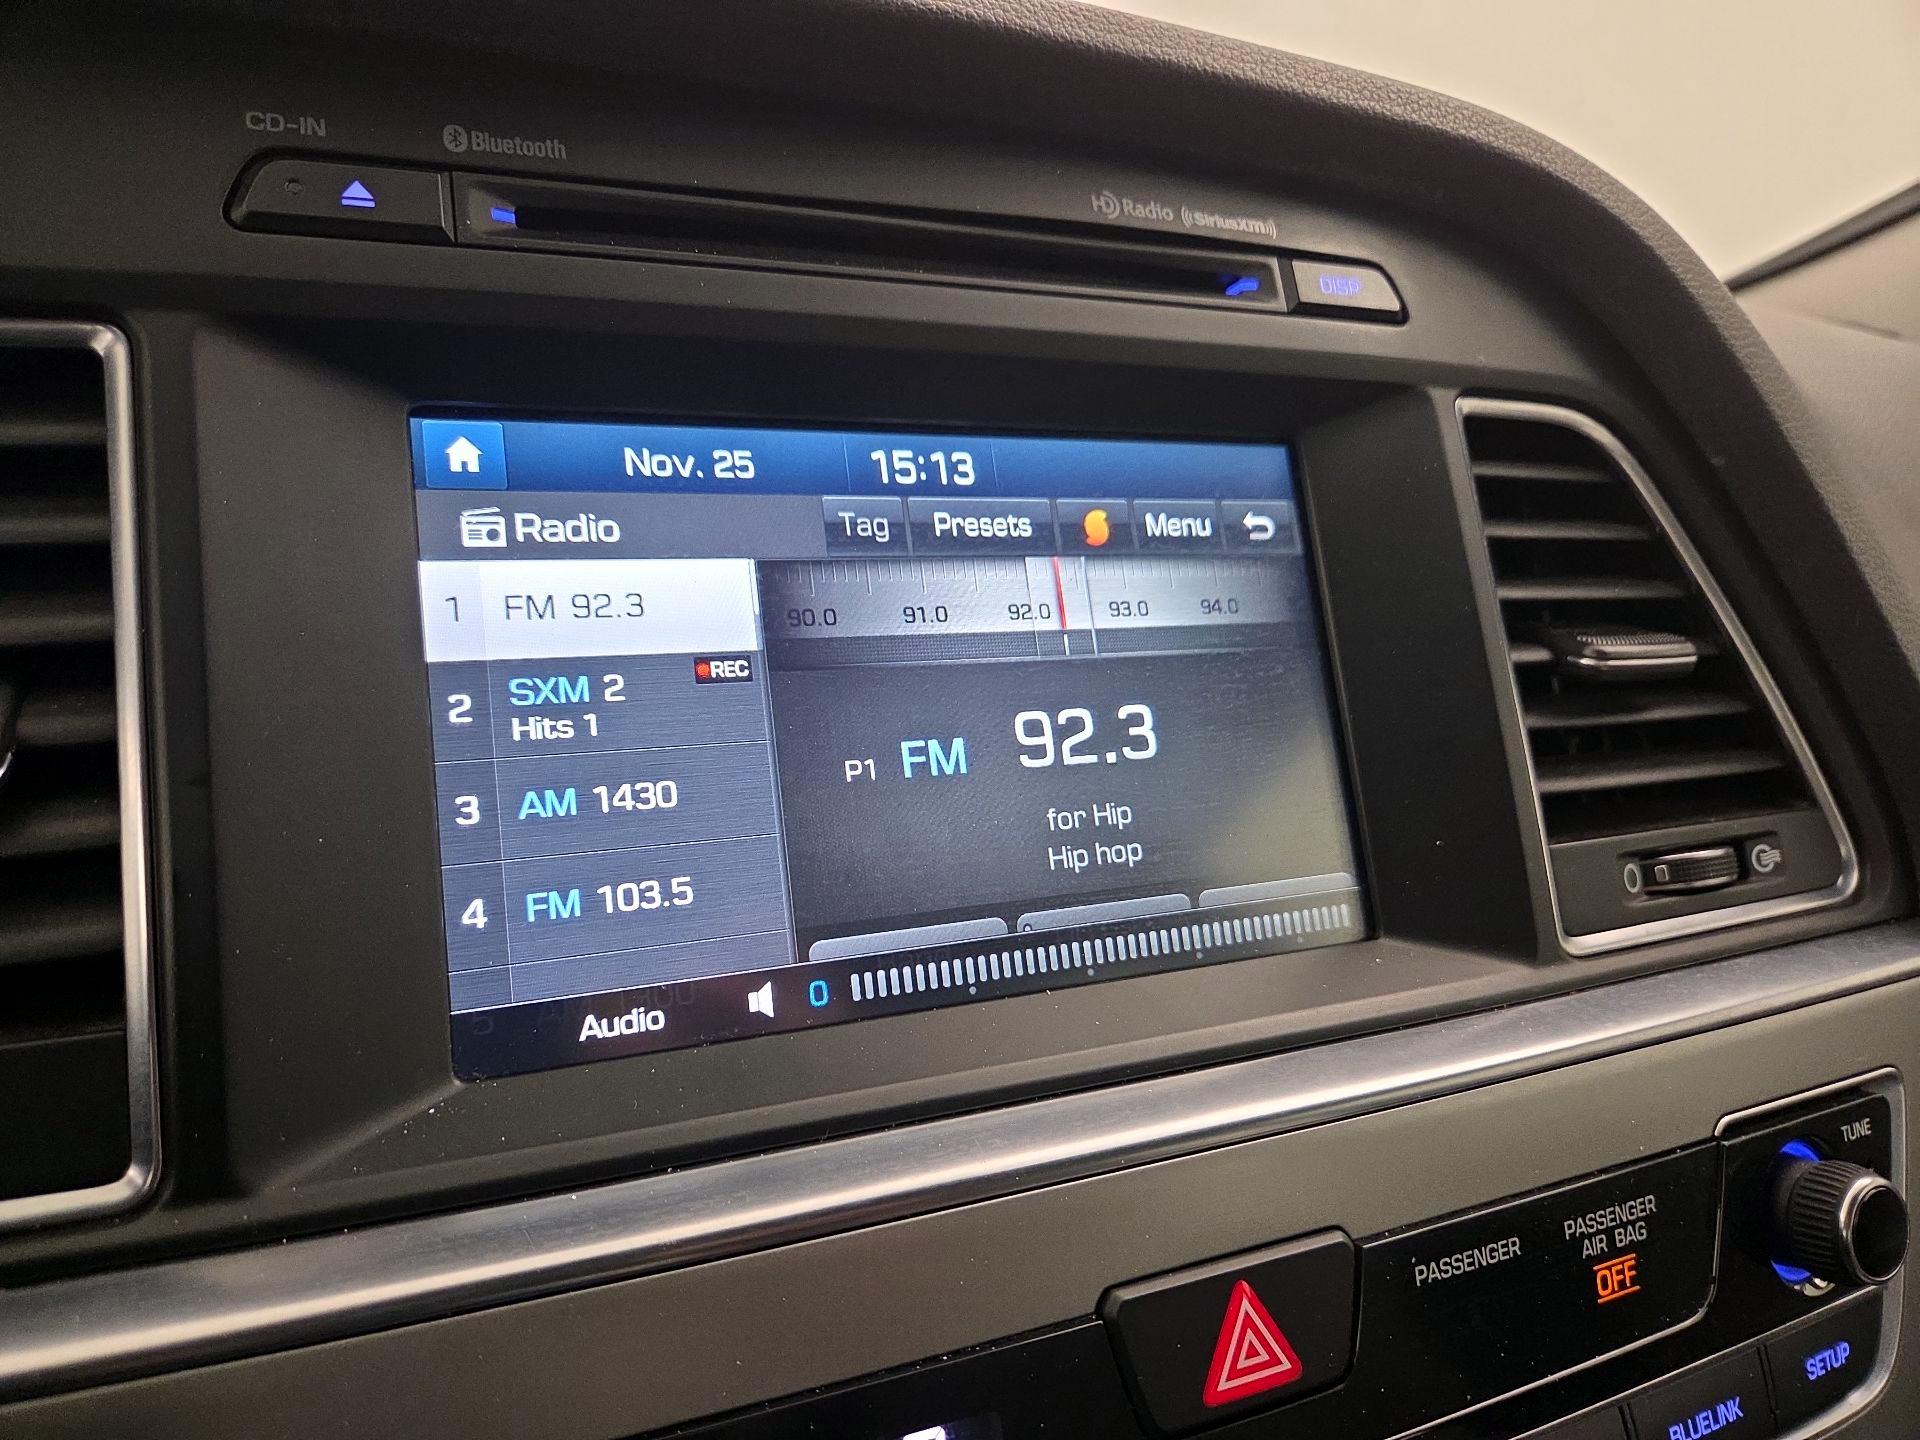 CD-IN
Bluetooth
HD Radio ((SiriusXM))
DISP
Nov. 25 15:13
Radio Tag Presets Menu
1 FM 92.3
90.0 91.0 92.0 93.0 94.0
REC
2 SXM 2
Hits 1
P1 FM 92.3
3 AM 1430
for Hip
Hip hop
4 FM 103.5
5
Audio 0
TUNE
PASSENGER
PASSENGER
AIR BAG
OFF
SETUP
BLUELINK